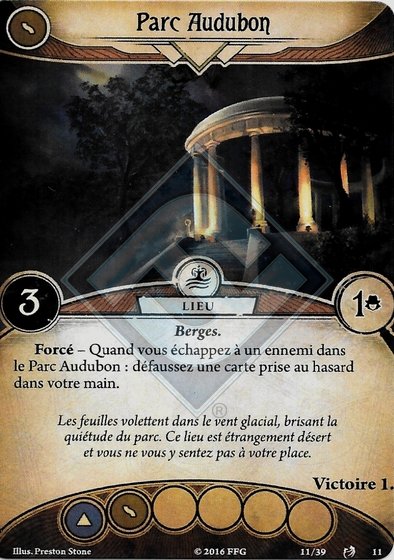 Parc Audubon
3
LIEU
1
Berges.
Forcé – Quand vous échappez à un ennemi dans
le Parc Audubon : défaussez une carte prise au hasard
dans votre main.
®
Les feuilles volettent dans le vent glacial, brisant la
quiétude du parc. Ce lieu est étrangement désert
et vous ne vous y sentez pas à votre place.
Victoire 1.
Illus. Preston Stone
© 2016 FFG
11/39
11